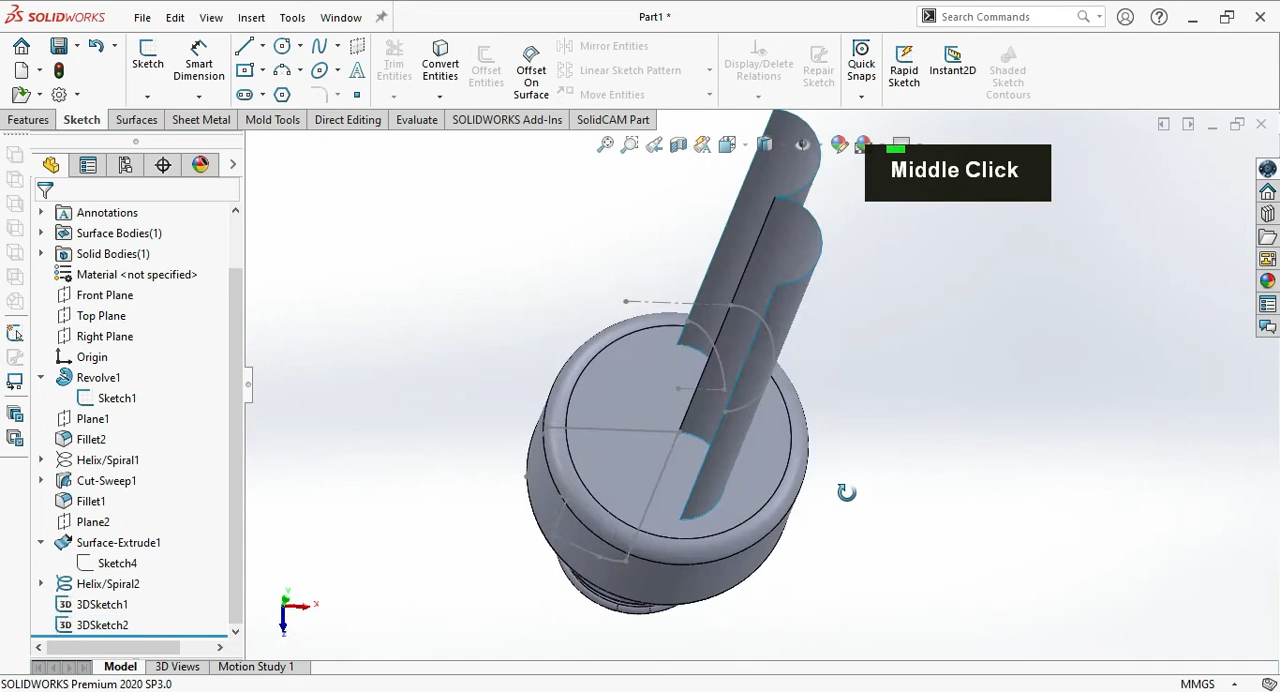 SOLIDWORKS
File Edit View Insert Tools Window
Part1 *
Search Commands
Sketch
Smart Dimension
Trim Entities
Convert Entities
Offset Entities
Offset On Surface
Mirror Entities
Linear Sketch Pattern
Move Entities
Display/Delete Relations
Repair Sketch
Quick Snaps
Rapid Sketch
Instant2D
Shaded Sketch Contours
Features Sketch Surfaces Sheet Metal Mold Tools Direct Editing Evaluate SOLIDWORKS Add-Ins SolidCAM Part
Middle Click
Annotations
Surface Bodies(1)
Solid Bodies(1)
Material <not specified>
Front Plane
Top Plane
Right Plane
Origin
Revolve1
Sketch1
Plane1
Fillet2
Helix/Spiral1
Cut-Sweep1
Fillet1
Plane2
Surface-Extrude1
Sketch4
Helix/Spiral2
3D 3DSketch1
3D 3DSketch2
Y
X
Z
Model 3D Views Motion Study 1
SOLIDWORKS Premium 2020 SP3.0
MMGS